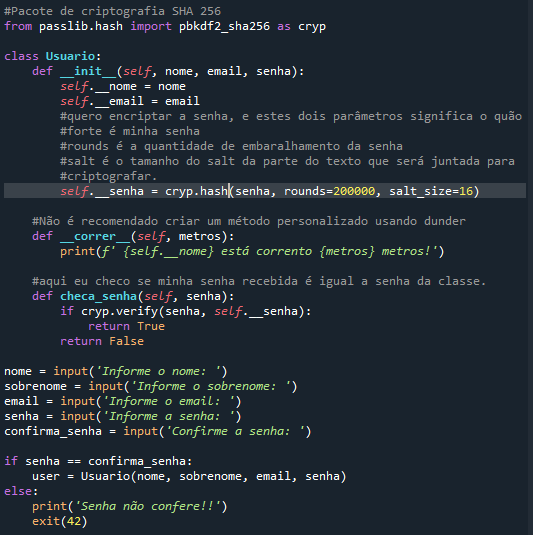 #Pacote de criptografia SHA 256
from passlib.hash import pbkdf2_sha256 as cryp

class Usuario:
    def __init__(self, nome, email, senha):
        self.__nome = nome
        self.__email = email
        #quero encriptar a senha, e estes dois parâmetros significa o quão
        #forte é minha senha
        #rounds é a quantidade de embaralhamento da senha
        #salt é o tamanho do salt da parte do texto que será juntada para
        #criptografar.
        self.__senha = cryp.hash(senha, rounds=200000, salt_size=16)

    #Não é recomendado criar um método personalizado usando dunder
    def __correr__(self, metros):
        print(f' {self.__nome} está corrento {metros} metros!')

    #aqui eu checo se minha senha recebida é igual a senha da classe.
    def checa_senha(self, senha):
        if cryp.verify(senha, self.__senha):
            return True
        return False

nome = input('Informe o nome: ')
sobrenome = input('Informe o sobrenome: ')
email = input('Informe o email: ')
senha = input('Informe a senha: ')
confirma_senha = input('Confirme a senha: ')

if senha == confirma_senha:
    user = Usuario(nome, sobrenome, email, senha)
else:
    print('Senha não confere!!')
    exit(42)